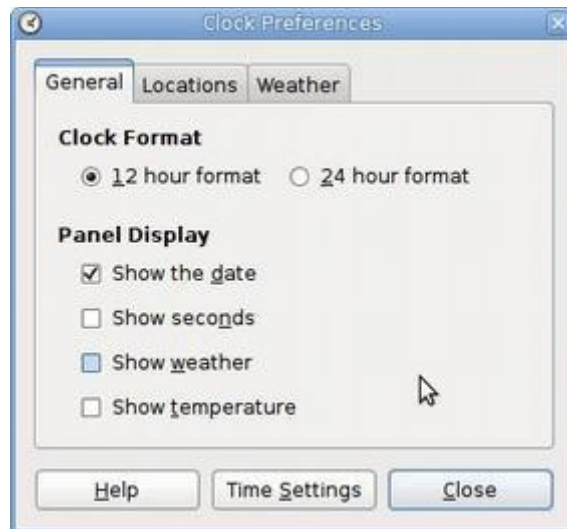 Clock Preferences
General Locations Weather
Clock Format
12 hour format 24 hour format
Panel Display
Show the date
Show seconds
Show weather
Show temperature
Help Time Settings Close